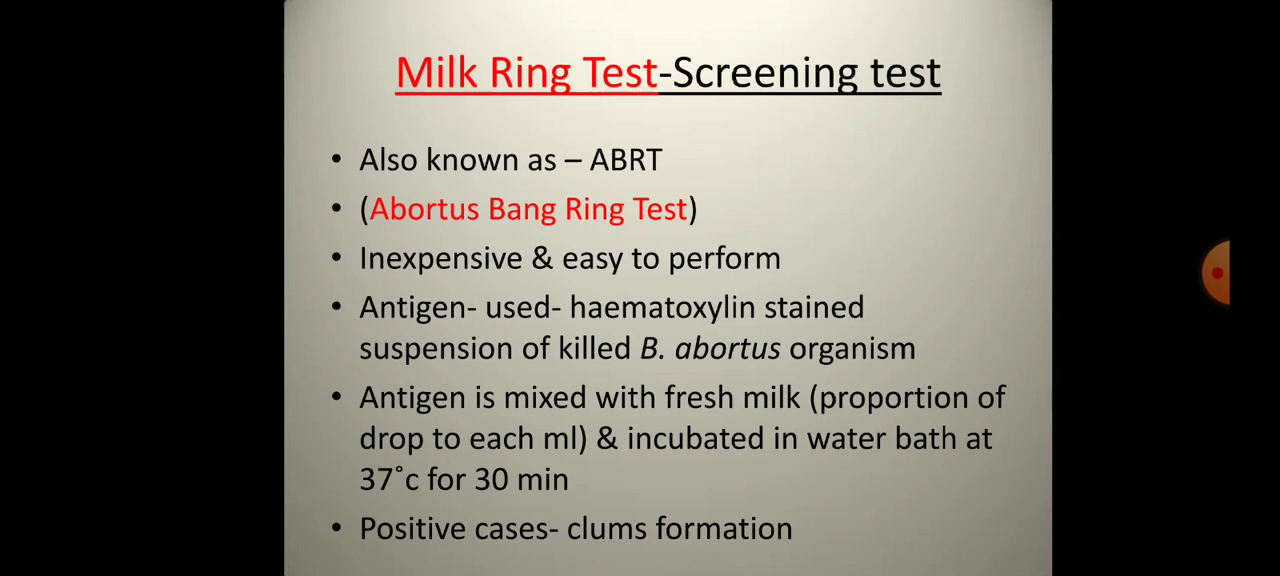 Milk Ring Test-Screening test
• Also known as – ABRT
• (Abortus Bang Ring Test)
• Inexpensive & easy to perform
• Antigen- used- haematoxylin stained
suspension of killed B. abortus organism
• Antigen is mixed with fresh milk (proportion of
drop to each ml) & incubated in water bath at
37˚c for 30 min
• Positive cases- clums formation